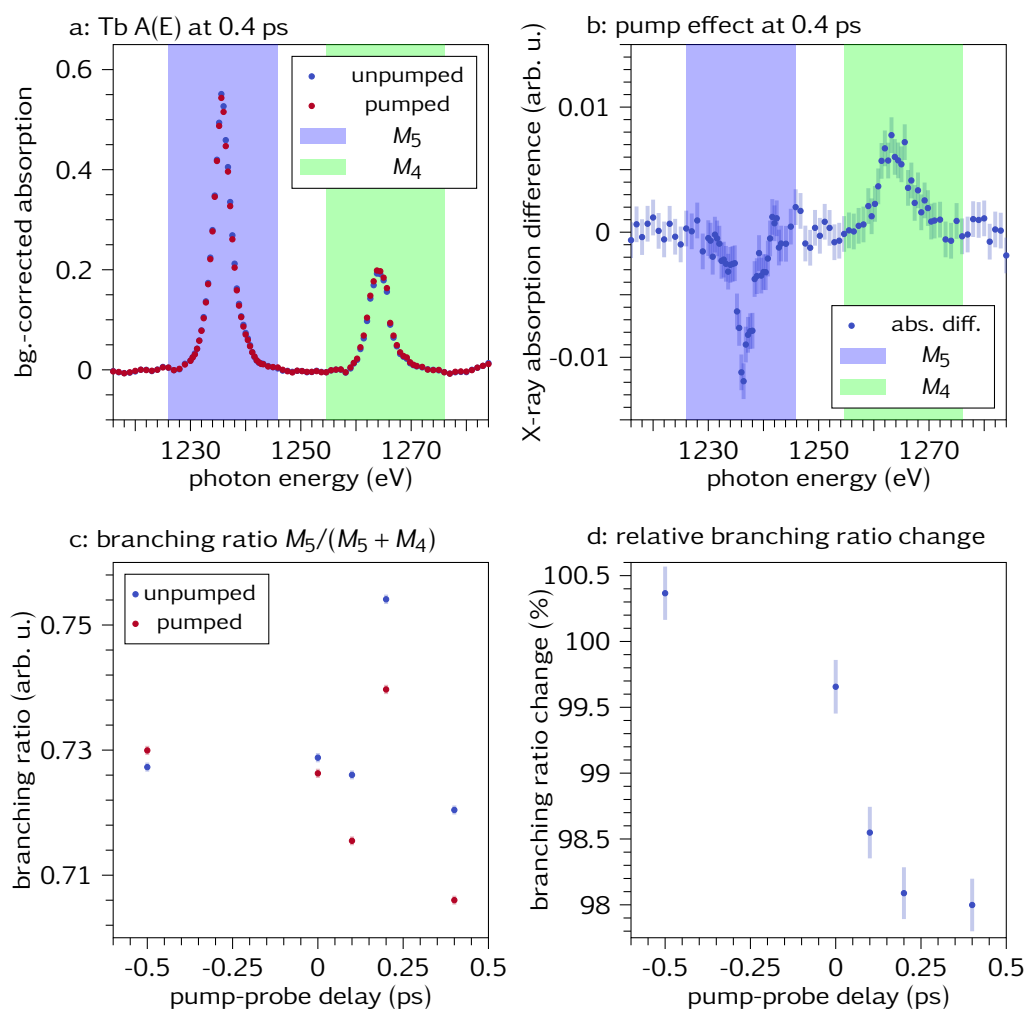 a: Tb A(E) at 0.4 ps
bg.-corrected absorption
0.6
0.4
0.2
0
unpumped
pumped
M5
M4
1230
1250
1270
photon energy (eV)
b: pump effect at 0.4 ps
X-ray absorption difference (arb. u.)
0.01
0
-0.01
abs. diff.
M5
M4
1230
1250
1270
photon energy (eV)
c: branching ratio M5/(M5 + M4)
branching ratio (arb. u.)
0.75
0.73
0.71
unpumped
pumped
-0.5
0
0.25
0.5
pump-probe delay (ps)
d: relative branching ratio change
branching ratio change (%)
100.5
100
99.5
99
98.5
98
-0.5
0
0.25
0.5
pump-probe delay (ps)